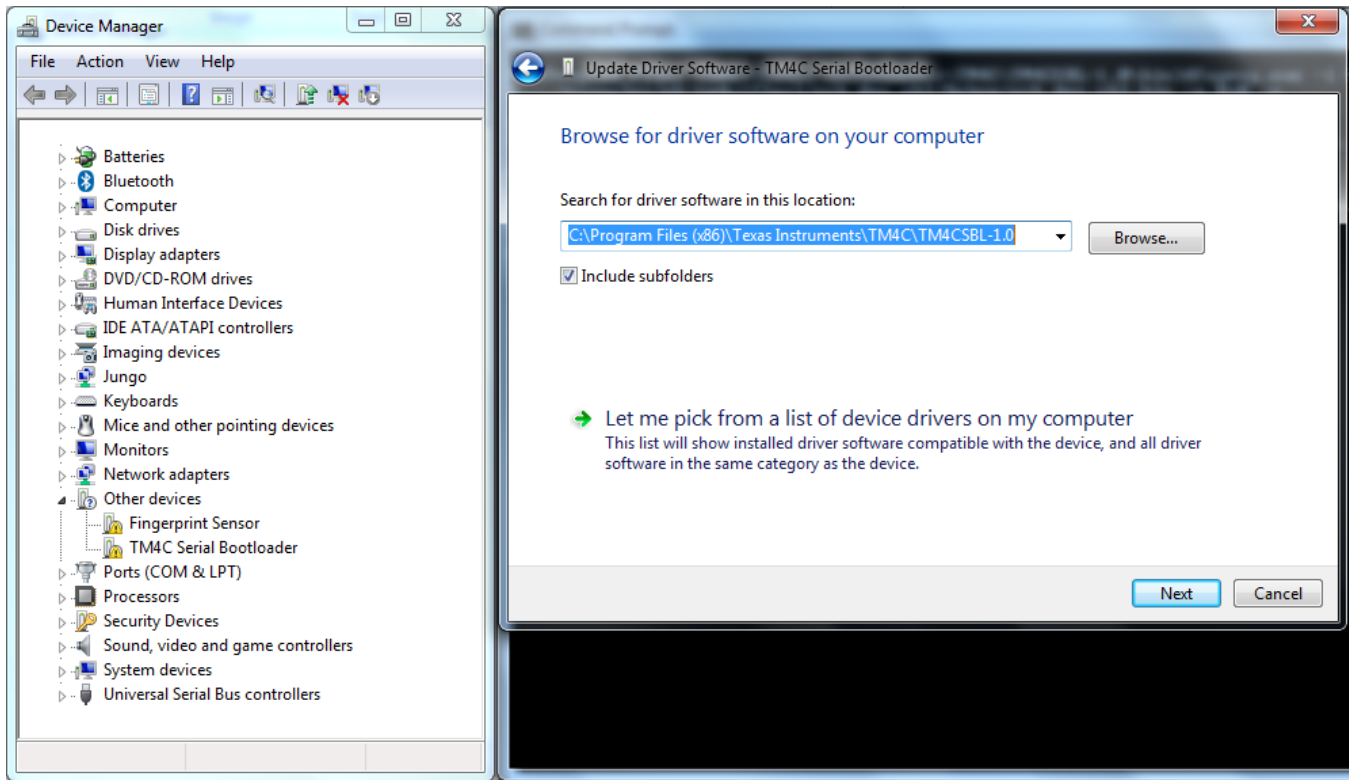 Device Manager
File Action View Help
Batteries
Bluetooth
Computer
Disk drives
Display adapters
DVD/CD-ROM drives
Human Interface Devices
IDE ATA/ATAPI controllers
Imaging devices
Jungo
Keyboards
Mice and other pointing devices
Monitors
Network adapters
Other devices
Fingerprint Sensor
TM4C Serial Bootloader
Ports (COM & LPT)
Processors
Security Devices
Sound, video and game controllers
System devices
Universal Serial Bus controllers
Command Prompt
Update Driver Software - TM4C Serial Bootloader
Browse for driver software on your computer
Search for driver software in this location:
C:\Program Files (x86)\Texas Instruments\TM4C\TM4CSBL-1.0
Browse...
Include subfolders
Let me pick from a list of device drivers on my computer
This list will show installed driver software compatible with the device, and all driver
software in the same category as the device.
Next Cancel